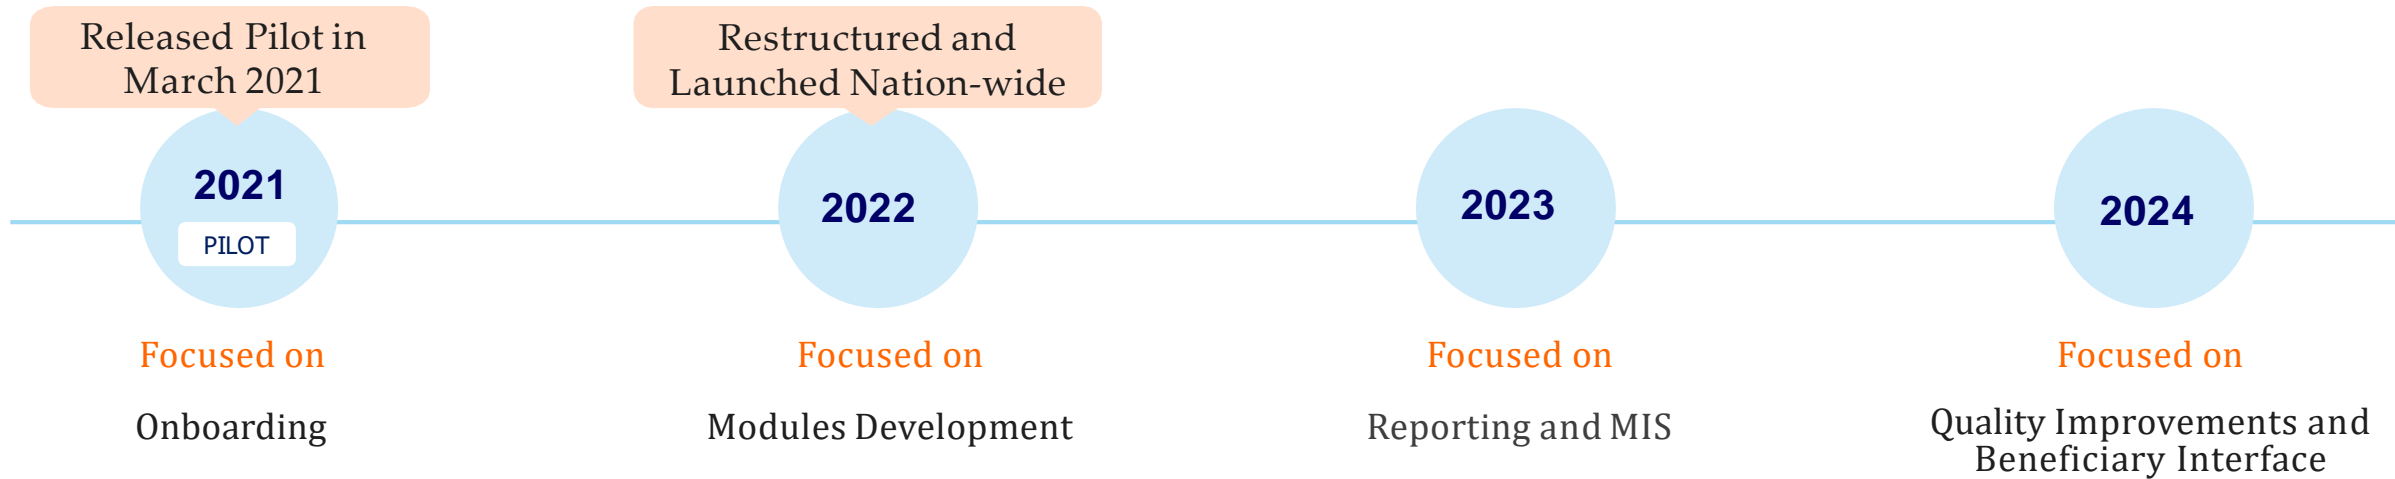 Released Pilot in
March 2021
Restructured and
Launched Nation-wide
2021
PILOT
2022
2023
2024
Focused on
Onboarding
Focused on
Modules Development
Focused on
Reporting and MIS
Focused on
Quality Improvements and
Beneficiary Interface